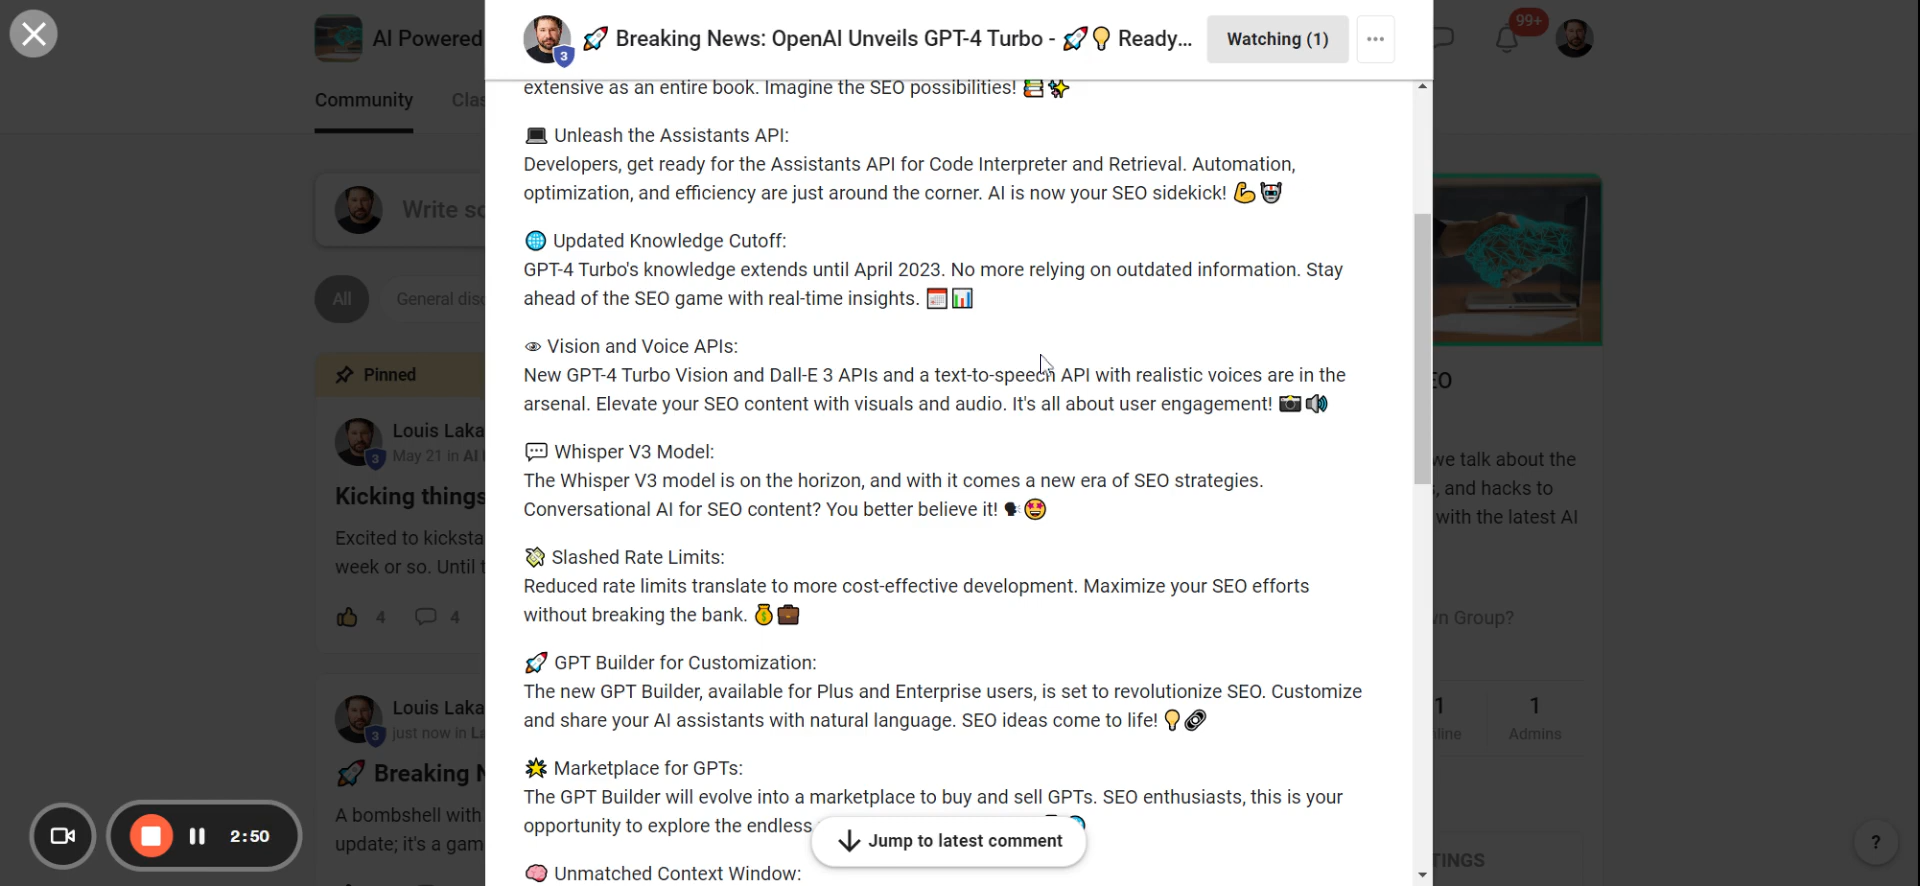 AI Powered
Community
Clas
Write so
All
General disc
Pinned
Louis Laka
May 21 in AI
3
Kicking things
Excited to kicksta
week or so. Until t
4 4
Louis Laka
just now in La
3
🚀 Breaking N
A bombshell with
update; it's a gam
2:50
3
🚀 Breaking News: OpenAI Unveils GPT-4 Turbo - 🚀💡 Ready...
Watching (1)
extensive as an entire book. Imagine the SEO possibilities! 📚✨
💻 Unleash the Assistants API:
Developers, get ready for the Assistants API for Code Interpreter and Retrieval. Automation,
optimization, and efficiency are just around the corner. AI is now your SEO sidekick! 💪🤖
🌐 Updated Knowledge Cutoff:
GPT-4 Turbo's knowledge extends until April 2023. No more relying on outdated information. Stay
ahead of the SEO game with real-time insights. 📅📊
👁 Vision and Voice APIs:
New GPT-4 Turbo Vision and Dall-E 3 APIs and a text-to-speech API with realistic voices are in the
arsenal. Elevate your SEO content with visuals and audio. It's all about user engagement! 📷🔊
💬 Whisper V3 Model:
The Whisper V3 model is on the horizon, and with it comes a new era of SEO strategies.
Conversational AI for SEO content? You better believe it! 🗣🤩
💸 Slashed Rate Limits:
Reduced rate limits translate to more cost-effective development. Maximize your SEO efforts
without breaking the bank. 💰💼
🚀 GPT Builder for Customization:
The new GPT Builder, available for Plus and Enterprise users, is set to revolutionize SEO. Customize
and share your AI assistants with natural language. SEO ideas come to life! 💡🔗
🌟 Marketplace for GPTs:
The GPT Builder will evolve into a marketplace to buy and sell GPTs. SEO enthusiasts, this is your
opportunity to explore the endless
Jump to latest comment
🧠 Unmatched Context Window:
99+
EO
we talk about the
, and hacks to
with the latest AI
wn Group?
1 1
line Admins
TINGS
?